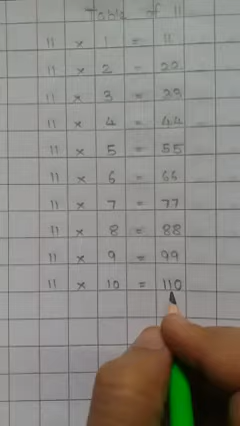 Table of 11
11 × 1 = 11
11 × 2 = 22
11 × 3 = 33
11 × 4 = 44
11 × 5 = 55
11 × 6 = 66
11 × 7 = 77
11 × 8 = 88
11 × 9 = 99
11 × 10 = 110